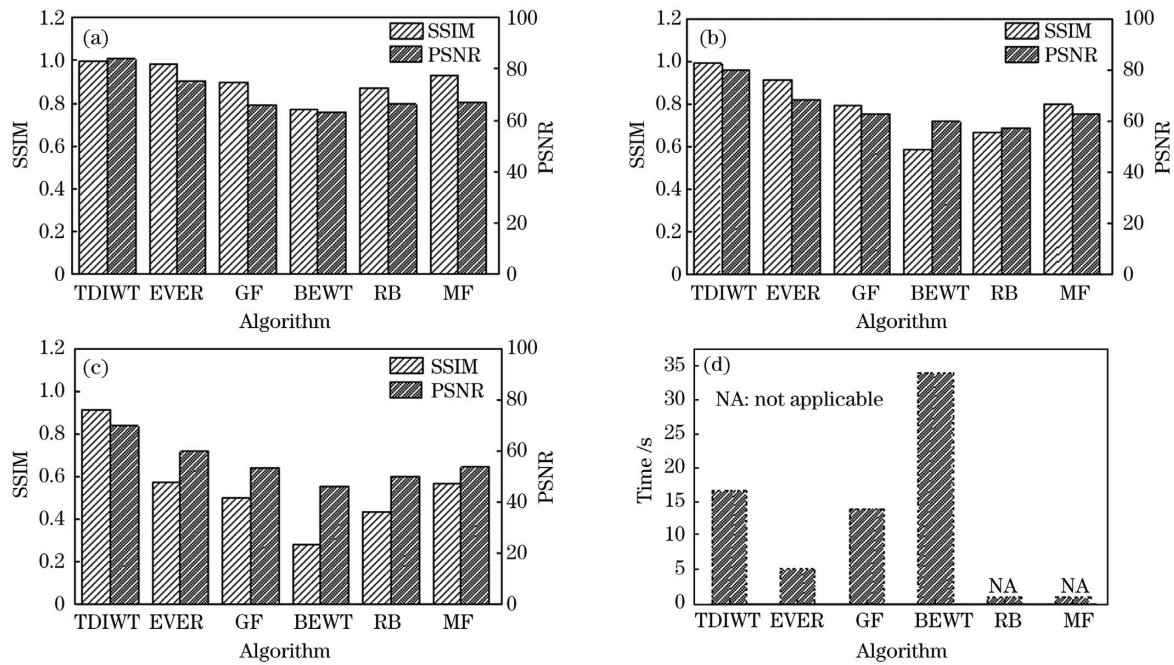 (a)
SSIM
PSNR
1.2
1.0
0.8
0.6
0.4
0.2
0
SSIM
100
80
60
40
20
0
PSNR
TDIWT EVER GF BEWT RB MF
Algorithm
(b)
SSIM
PSNR
1.2
1.0
0.8
0.6
0.4
0.2
0
SSIM
100
80
60
40
20
0
PSNR
TDIWT EVER GF BEWT RB MF
Algorithm
(c)
SSIM
PSNR
1.2
1.0
0.8
0.6
0.4
0.2
0
SSIM
100
80
60
40
20
0
PSNR
TDIWT EVER GF BEWT RB MF
Algorithm
(d)
NA: not applicable
35
30
25
20
15
10
5
0
Time /s
NA NA
TDIWT EVER GF BEWT RB MF
Algorithm